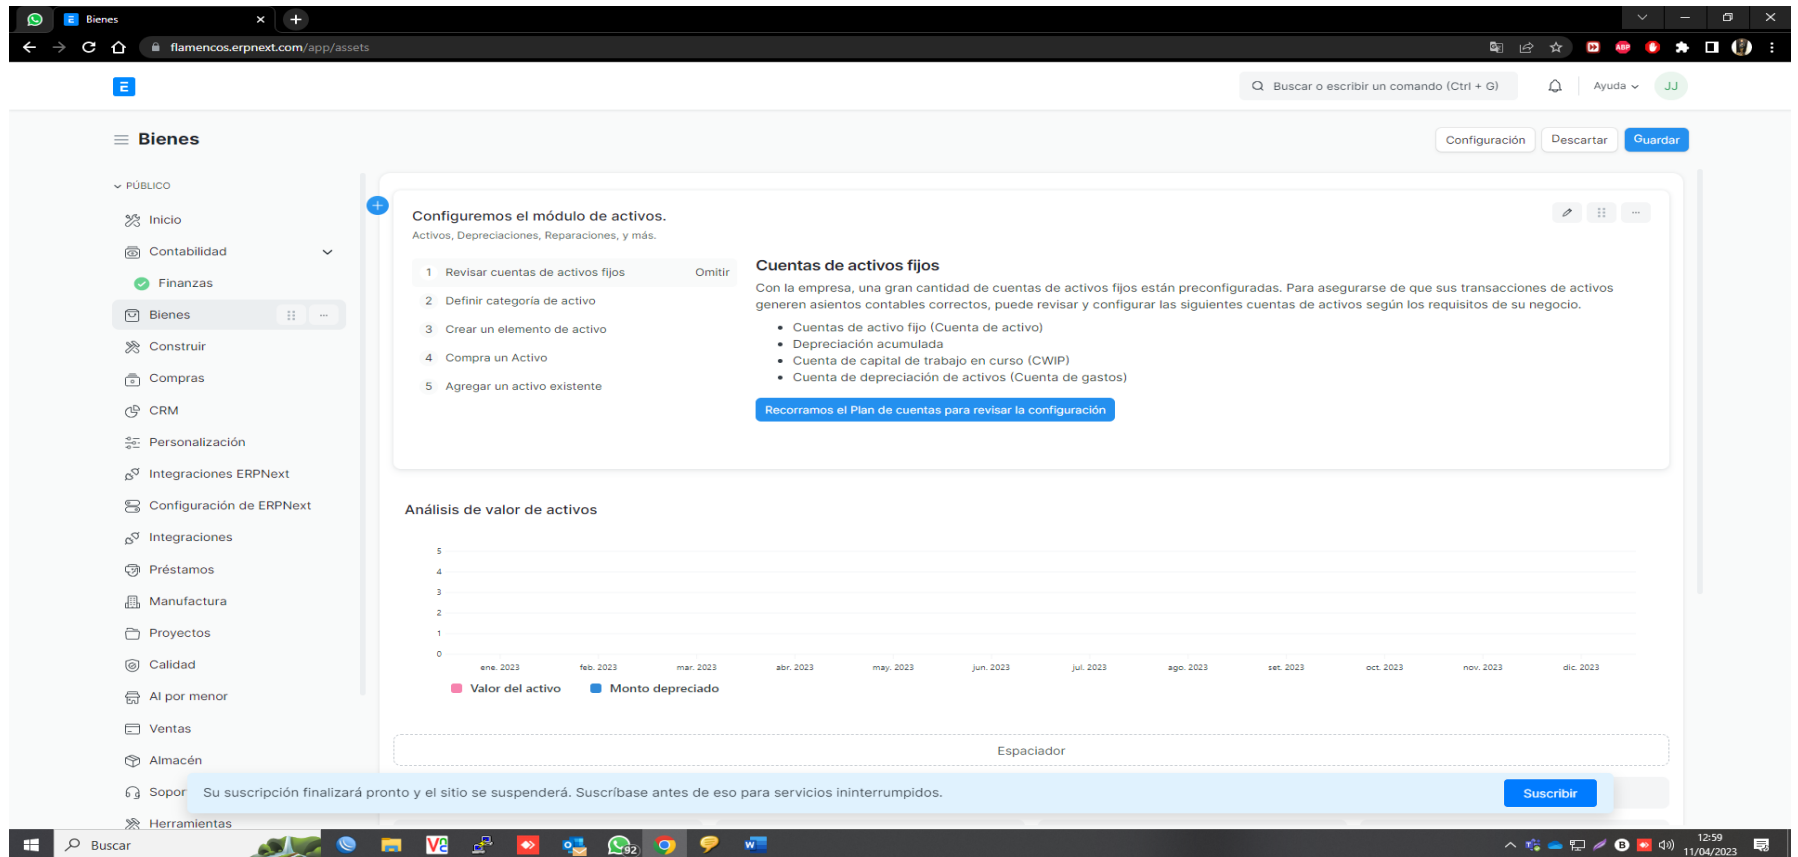 Bienes
flamencos.erpnext.com/app/assets
ABP
E
Buscar o escribir un comando (Ctrl + G)
Ayuda
JJ
Bienes
Configuración
Descartar
Guardar
PÚBLICO
Inicio
Contabilidad
Finanzas
Bienes
Construir
Compras
CRM
Personalización
Integraciones ERPNext
Configuración de ERPNext
Integraciones
Préstamos
Manufactura
Proyectos
Calidad
Al por menor
Ventas
Almacén
Sopor
Herramientas
Configuremos el módulo de activos.
Activos, Depreciaciones, Reparaciones, y más.
1 Revisar cuentas de activos fijos Omitir
2 Definir categoría de activo
3 Crear un elemento de activo
4 Compra un Activo
5 Agregar un activo existente
Cuentas de activos fijos
Con la empresa, una gran cantidad de cuentas de activos fijos están preconfiguradas. Para asegurarse de que sus transacciones de activos
generen asientos contables correctos, puede revisar y configurar las siguientes cuentas de activos según los requisitos de su negocio.
• Cuentas de activo fijo (Cuenta de activo)
• Depreciación acumulada
• Cuenta de capital de trabajo en curso (CWIP)
• Cuenta de depreciación de activos (Cuenta de gastos)
Recorramos el Plan de cuentas para revisar la configuración
Análisis de valor de activos
5
4
3
2
1
0
ene. 2023 feb. 2023 mar. 2023 abr. 2023 may. 2023 jun. 2023 jul. 2023 ago. 2023 set. 2023 oct. 2023 nov. 2023 dic. 2023
Valor del activo Monto depreciado
Espaciador
Su suscripción finalizará pronto y el sitio se suspenderá. Suscríbase antes de eso para servicios ininterrumpidos.
Suscribir
Buscar
92
12:59
11/04/2023